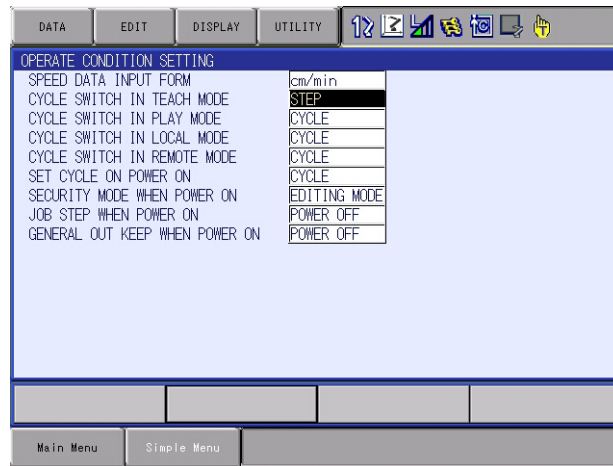 DATA EDIT DISPLAY UTILITY
OPERATE CONDITION SETTING
SPEED DATA INPUT FORM cm/min
CYCLE SWITCH IN TEACH MODE STEP
CYCLE SWITCH IN PLAY MODE CYCLE
CYCLE SWITCH IN LOCAL MODE CYCLE
CYCLE SWITCH IN REMOTE MODE CYCLE
SET CYCLE ON POWER ON CYCLE
SECURITY MODE WHEN POWER ON EDITING MODE
JOB STEP WHEN POWER ON POWER OFF
GENERAL OUT KEEP WHEN POWER ON POWER OFF
Main Menu Simple Menu